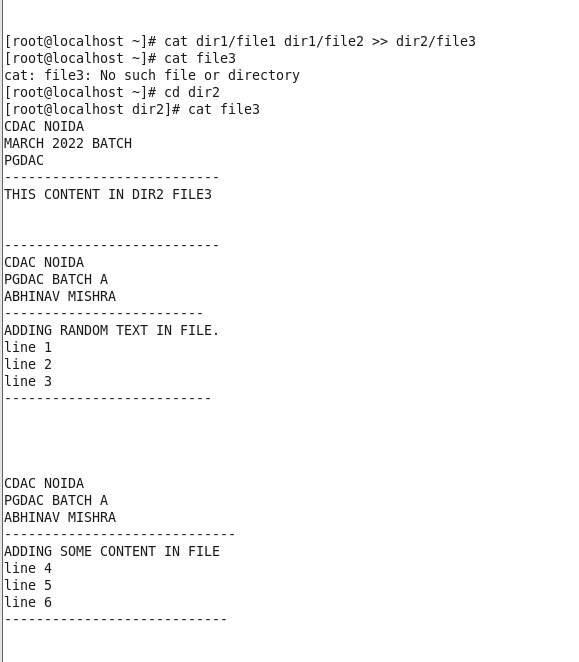 [root@localhost ~]# cat dir1/file1 dir1/file2 >> dir2/file3
[root@localhost ~]# cat file3
cat: file3: No such file or directory
[root@localhost ~]# cd dir2
[root@localhost dir2]# cat file3
CDAC NOIDA
MARCH 2022 BATCH
PGDAC
---------------------------
THIS CONTENT IN DIR2 FILE3
---------------------------
CDAC NOIDA
PGDAC BATCH A
ABHINAV MISHRA
-------------------------
ADDING RANDOM TEXT IN FILE.
line 1
line 2
line 3
--------------------------
CDAC NOIDA
PGDAC BATCH A
ABHINAV MISHRA
-----------------------------
ADDING SOME CONTENT IN FILE
line 4
line 5
line 6
----------------------------